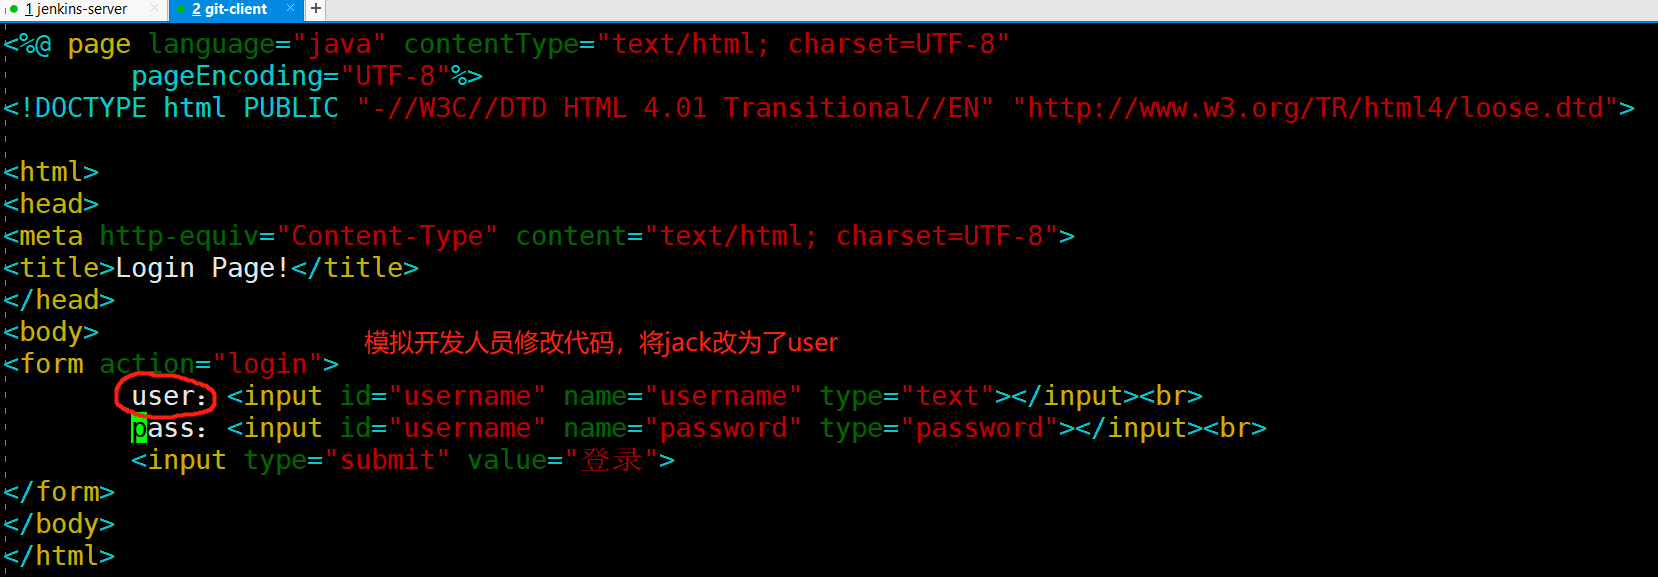 1 jenkins-server × 2 git-client × +
<%@ page language="java" contentType="text/html; charset=UTF-8"
pageEncoding="UTF-8"%>
<!DOCTYPE html PUBLIC "-//W3C//DTD HTML 4.01 Transitional//EN" "http://www.w3.org/TR/html4/loose.dtd">
<html>
<head>
<meta http-equiv="Content-Type" content="text/html; charset=UTF-8">
<title>Login Page!</title>
</head>
<body>
模拟开发人员修改代码，将jack改为了user
<form action="login">
user：<input id="username" name="username" type="text"></input><br>
pass：<input id="username" name="password" type="password"></input><br>
<input type="submit" value="登录">
</form>
</body>
</html>